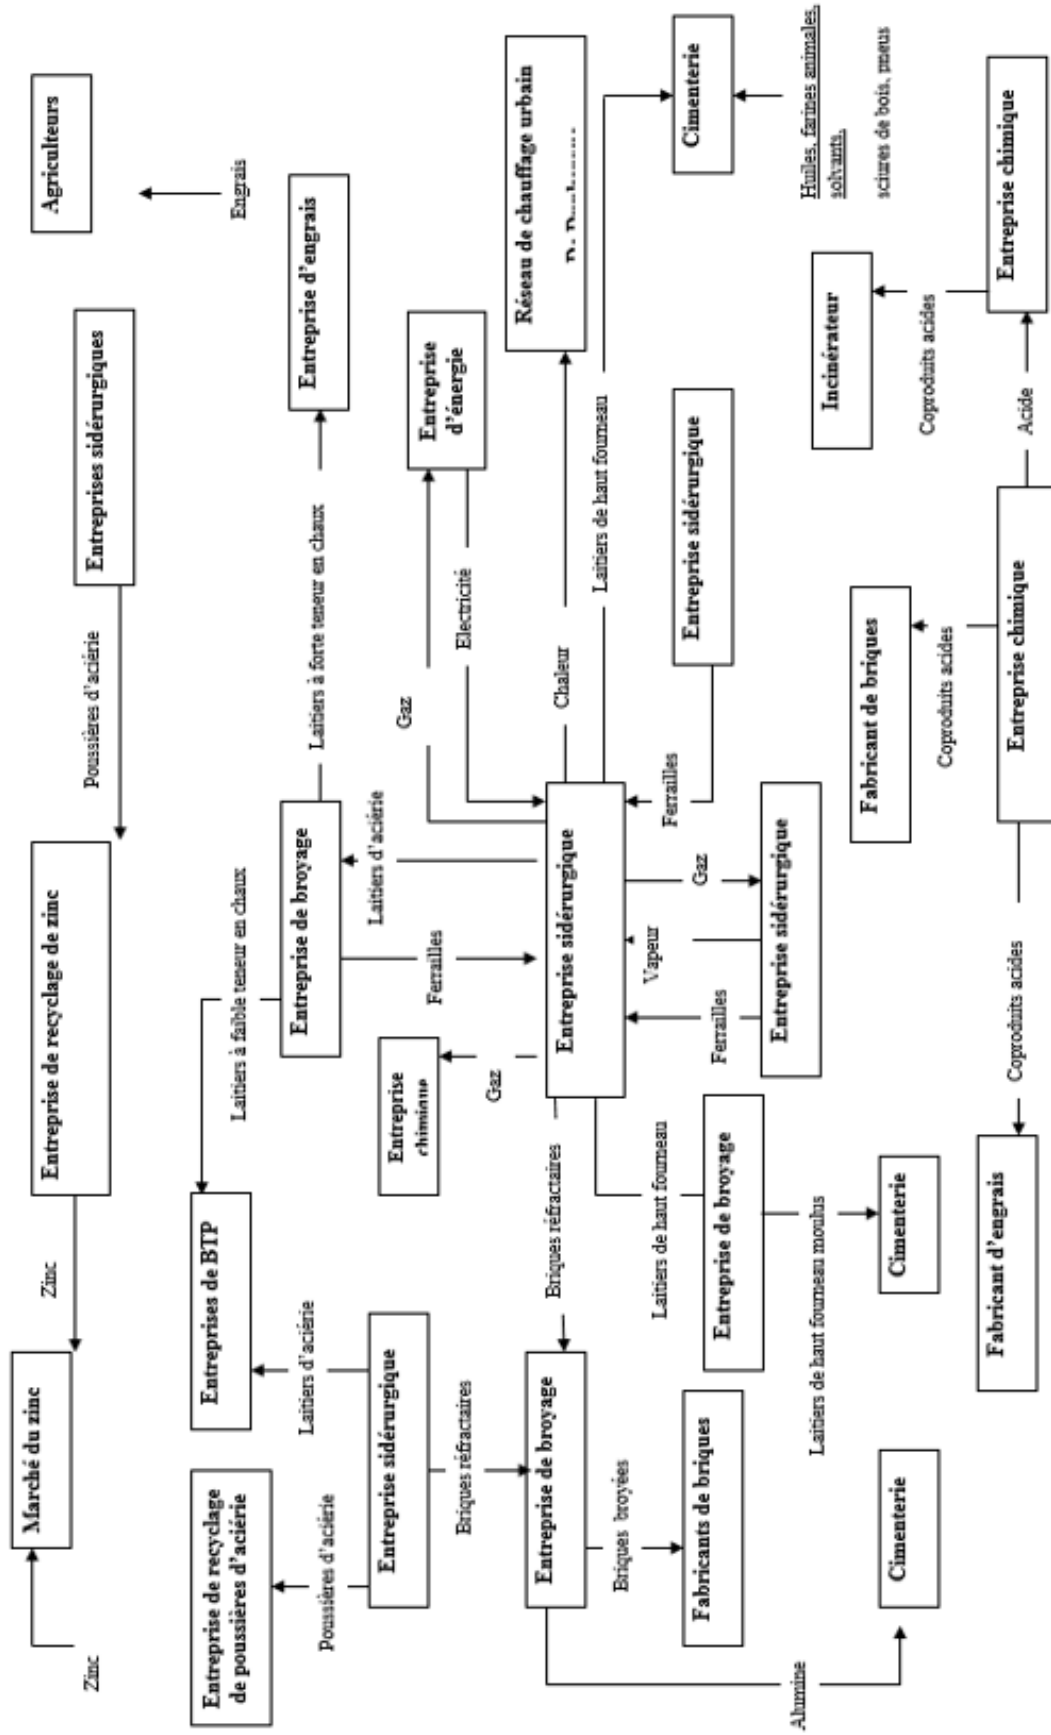 Marché du zinc
Zinc
Zinc
Entreprise de recyclage de zinc
Poussières d'aciérie
Entreprises sidérurgiques
Agriculteurs
Engrais
Entreprise de recyclage
de poussières d'aciérie
Entreprises de BTP
Laitiers à faible teneur en chaux
Entreprise de broyage
Laitiers à forte teneur en chaux
Entreprise d'engrais
Poussières d'aciérie
Laitiers d'aciérie
Entreprise sidérurgique
Entreprise
Gaz
Ferrailles
Laitiers d'aciérie
Gaz
Electricité
Entreprise
d'énergie
Briques réfractaires
Briques réfractaires
Entreprise de broyage
Entreprise sidérurgique
Chaleur
Réseau de chauffage urbain
Laitiers de haut fourneau
Briques broyées
Laitiers de haut fourneau
Ferrailles
Vapeur
Gaz
Ferrailles
Entreprise sidérurgique
Cimenterie
Fabricants de briques
Entreprise de broyage
Entreprise sidérurgique
Huiles, farines animales,
solvants,
sciures de bois, pneus
Alumine
Laitiers de haut fourneau moulus
Cimenterie
Cimenterie
Fabricant de briques
Incinérateur
Coproduits acides
Coproduits acides
Fabricant d'engrais
Coproduits acides
Entreprise chimique
Acide
Entreprise chimique